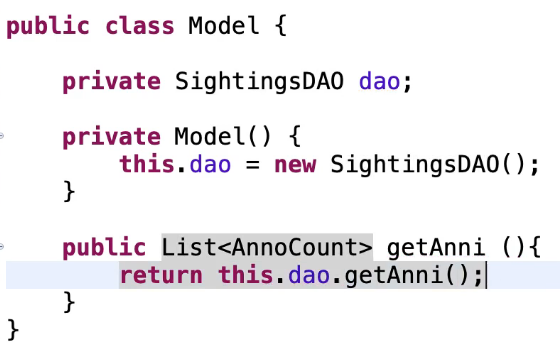 public class Model {
private SightingsDAO dao;
private Model() {
this.dao = new SightingsDAO();
}
public List<AnnoCount> getAnni (){
return this.dao.getAnni();
}
}